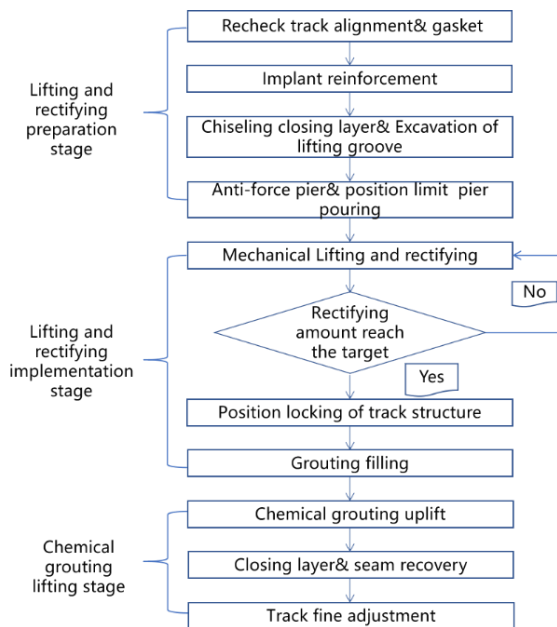 Recheck track alignment& gasket
Implant reinforcement
Lifting and
rectifying
preparation
stage
Chiseling closing layer& Excavation of
lifting groove
Anti-force pier& position limit pier
pouring
Mechanical Lifting and rectifying
No
Rectifying
amount reach
the target
Lifting and
rectifying
implementation
stage
Yes
Position locking of track structure
Grouting filling
Chemical grouting uplift
Chemical
grouting
lifting stage
Closing layer& seam recovery
Track fine adjustment